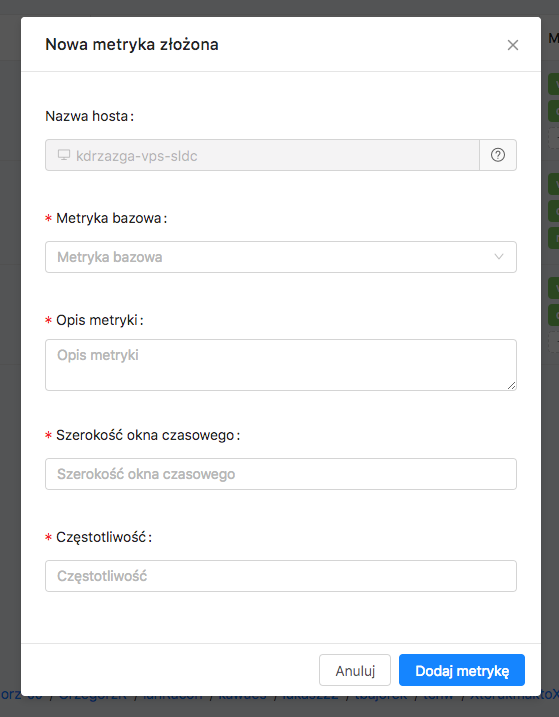 Nowa metryka złożona
Nazwa hosta:
kdrzazga-vps-sldc
* Metryka bazowa:
Metryka bazowa
* Opis metryki:
Opis metryki
* Szerokość okna czasowego:
Szerokość okna czasowego
* Częstotliwość:
Częstotliwość
Anuluj
Dodaj metrykę